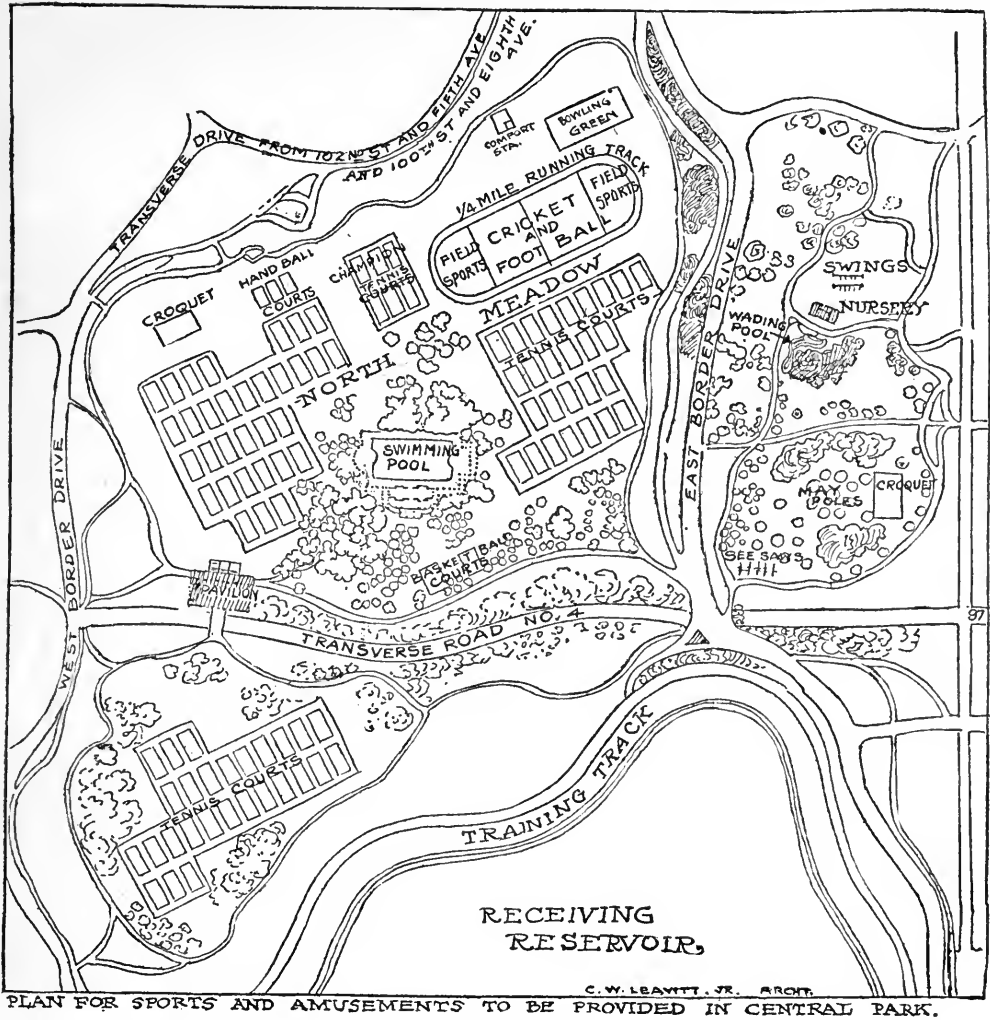 TRANSVERSE DRIVE FROM 102ND ST AND FIFTH AVE.
AND 100TH ST AND EIGHTH
AVE.
COMFORT
STA.
BOWLING
GREEN
1/4 MILE RUNNING TRACK
FIELD
SPORTS
CRICKET
AND
FOOT BALL
FIELD
SPORTS
CROQUET
HAND BALL
COURTS
CHAMPION
TENNIS
COURTS
NORTH MEADOW
TENNIS COURTS
SWIMMING
POOL
BASKETBALL
COURTS
PAVILION
WEST BORDER DRIVE
EAST BORDER DRIVE
SWINGS
NURSERY
WADING
POOL
MAY
POLES
CROQUET
SEE SAWS
97
TRANSVERSE ROAD NO. 4
TENNIS COURTS
TRAINING TRACK
RECEIVING
RESERVOIR,
C. W. LEAVITT. JR. ARCHT.
PLAN FOR SPORTS AND AMUSEMENTS TO BE PROVIDED IN CENTRAL PARK.